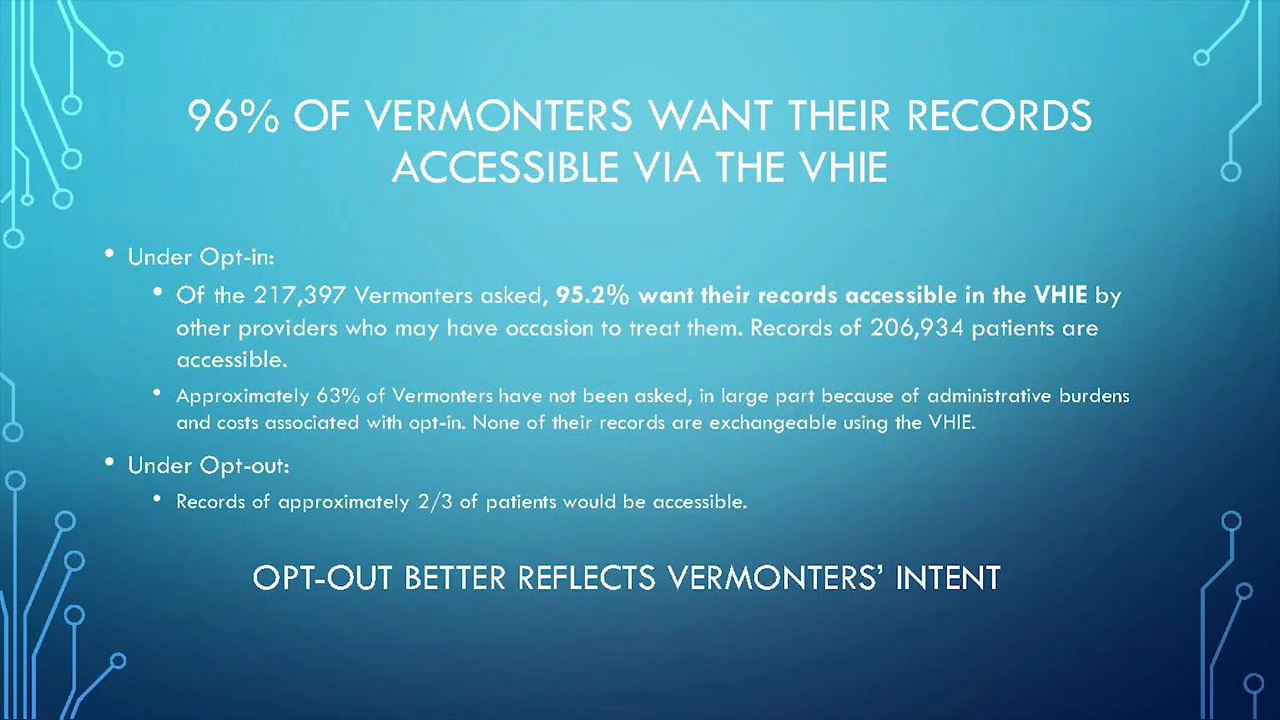 96% OF VERMONTERS WANT THEIR RECORDS
ACCESSIBLE VIA THE VHIE
• Under Opt-in:
• Of the 217,397 Vermonters asked, 95.2% want their records accessible in the VHIE by
other providers who may have occasion to treat them. Records of 206,934 patients are
accessible.
• Approximately 63% of Vermonters have not been asked, in large part because of administrative burdens
and costs associated with opt-in. None of their records are exchangeable using the VHIE.
• Under Opt-out:
• Records of approximately 2/3 of patients would be accessible.
OPT-OUT BETTER REFLECTS VERMONTERS’ INTENT